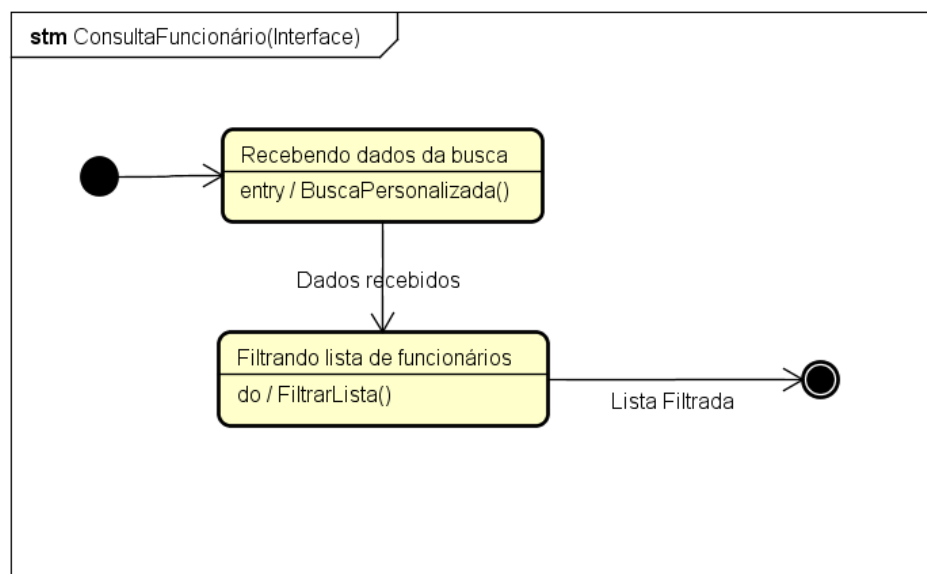 stm ConsultaFuncionário(Interface)
Recebendo dados da busca
entry / BuscaPersonalizada()
Dados recebidos
Filtrando lista de funcionários
do / FiltrarLista()
Lista Filtrada